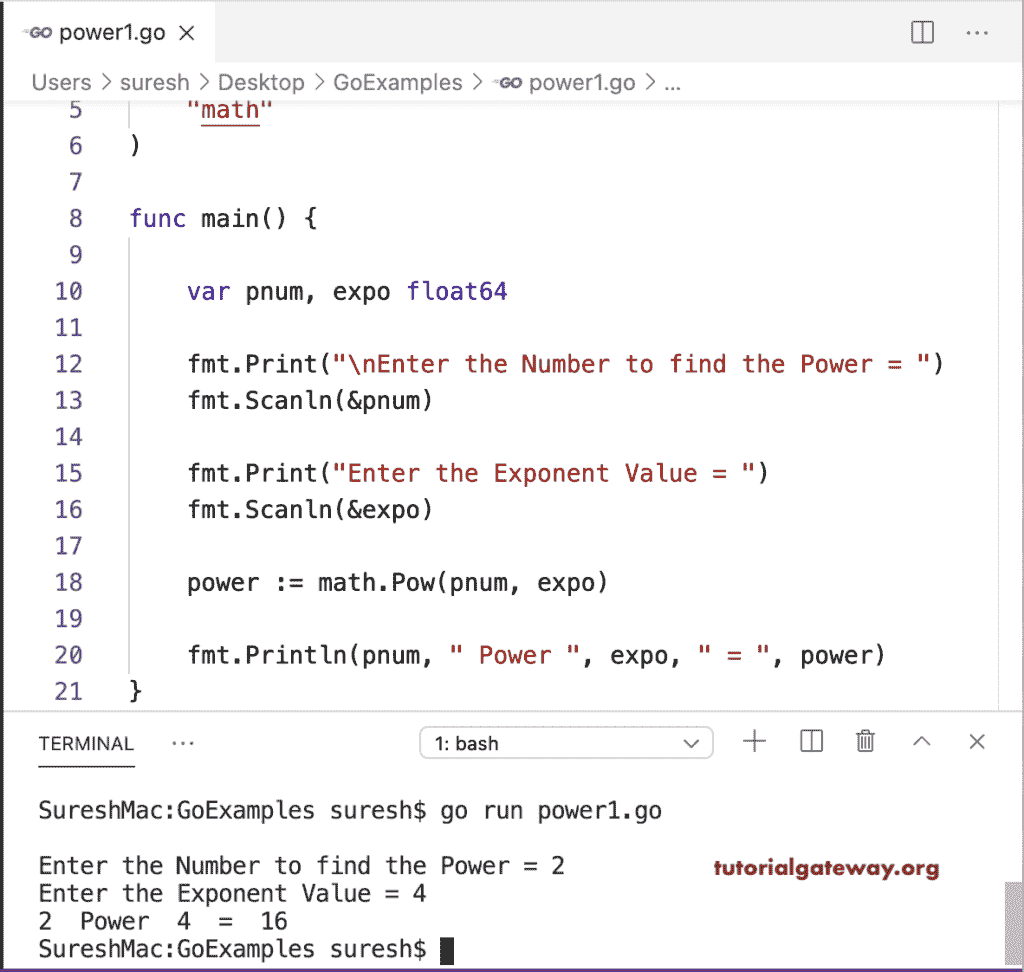 GO power1.go ×
Users > suresh > Desktop > GoExamples > GO power1.go > ...
5 "math"
6 )
7
8 func main() {
9
10 var pnum, expo float64
11
12 fmt.Print("\nEnter the Number to find the Power = ")
13 fmt.Scanln(&pnum)
14
15 fmt.Print("Enter the Exponent Value = ")
16 fmt.Scanln(&expo)
17
18 power := math.Pow(pnum, expo)
19
20 fmt.Println(pnum, " Power ", expo, " = ", power)
21 }
TERMINAL ... 1: bash
SureshMac:GoExamples suresh$ go run power1.go
Enter the Number to find the Power = 2
tutorialgateway.org
Enter the Exponent Value = 4
2  Power  4  =  16
SureshMac:GoExamples suresh$